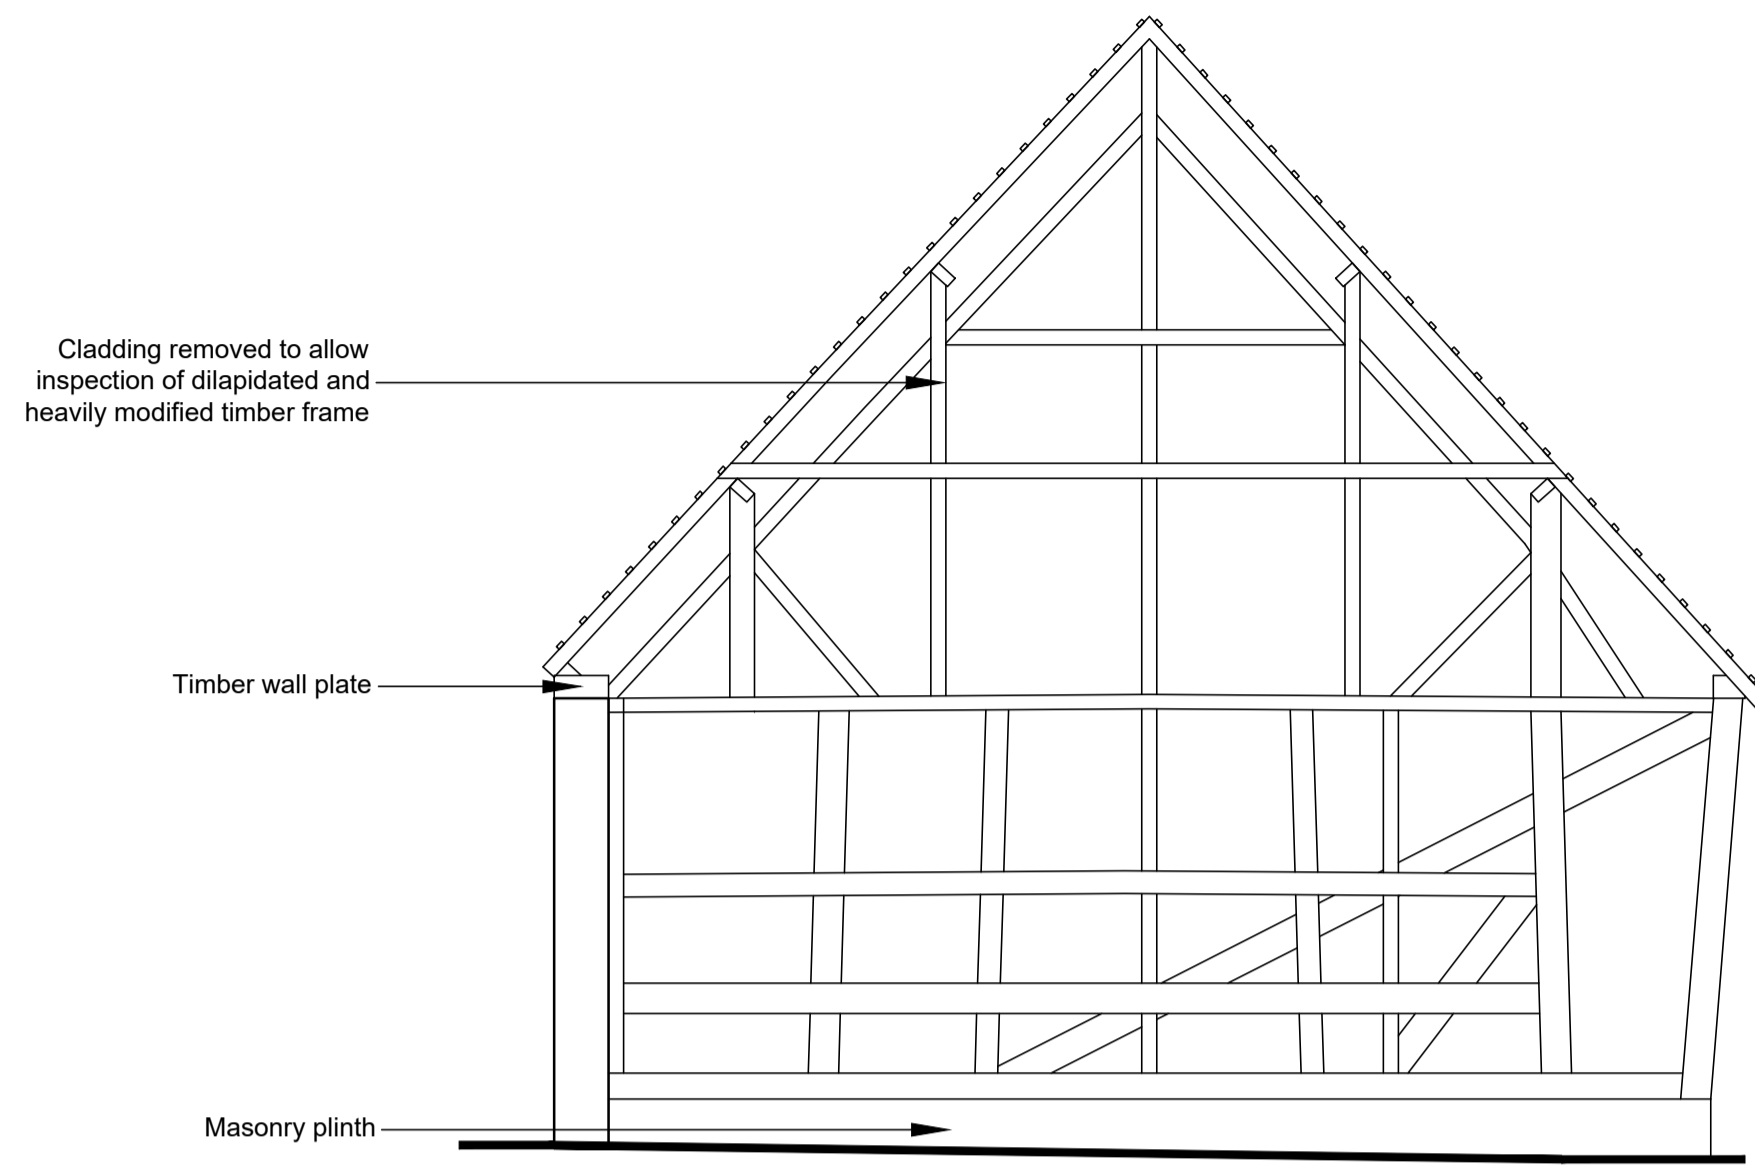 Cladding removed to allow
inspection of dilapidated and
heavily modified timber frame
Timber wall plate
Masonry plinth